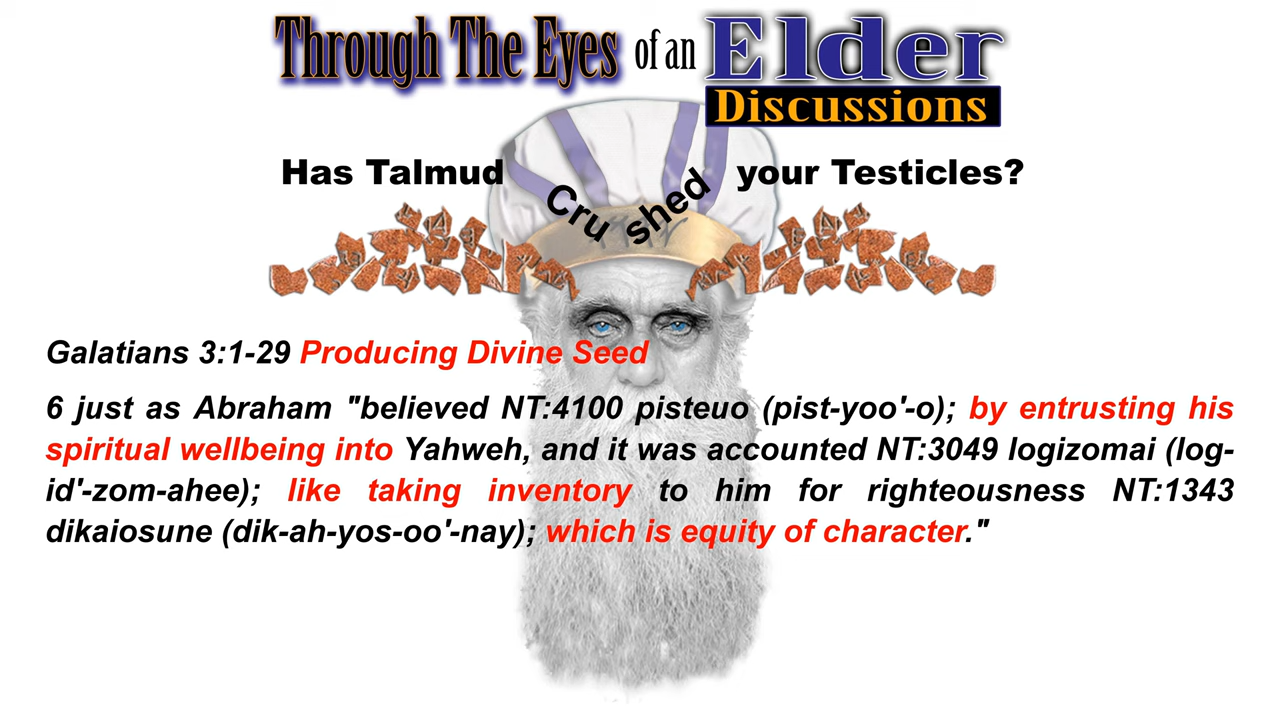 Through The Eyes of an Elder
Discussions
Has Talmud Crushed your Testicles?
Galatians 3:1-29 Producing Divine Seed
6 just as Abraham "believed NT:4100 pisteuo (pist-yoo'-o); by entrusting his
spiritual wellbeing into Yahweh, and it was accounted NT:3049 logizomai (log-
id'-zom-ahee); like taking inventory to him for righteousness NT:1343
dikaiosune (dik-ah-yos-oo'-nay); which is equity of character."